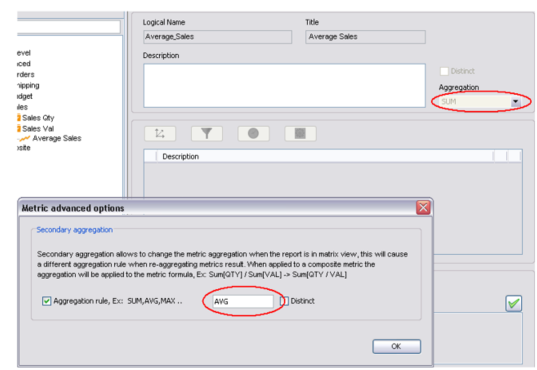 Logical Name
Title
Average_Sales
Average Sales
Description
Distinct
Aggregation
SUM
evel
rders
hipping
udget
les
Sales Qty
Sales Val
Average Sales
osite
Description
Metric advanced options
Secondary aggregation
Secondary aggregation allows to change the metric aggregation when the report is in matrix view, this will cause
a different aggregation rule when re-aggregating metrics result. When applied to a composite metric the
aggregation will be applied to the metric formula, Ex: Sum[QTY] / Sum[VAL] -> Sum[QTY / VAL]
Aggregation rule, Ex: SUM,AVG,MAX ..
AVG
Distinct
OK